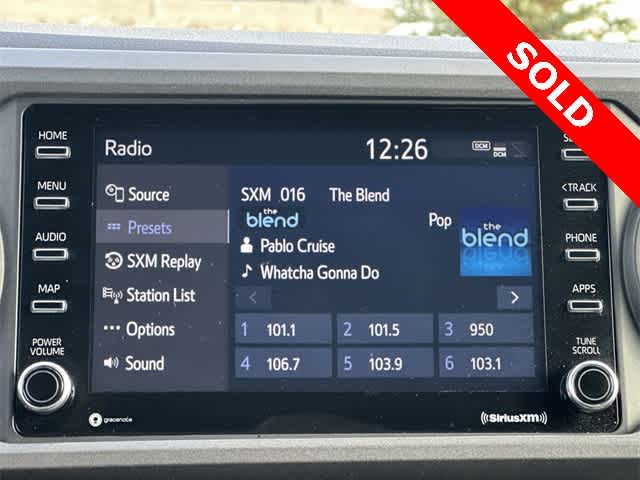 SOLD
HOME
MENU
AUDIO
MAP
POWER
VOLUME
<TRACK
PHONE
APPS
TUNE
SCROLL
Radio
12:26
DCM
DCM
Source
Presets
SXM Replay
Station List
Options
Sound
SXM 016 The Blend
the
blend
Pop
the
blend
Pablo Cruise
Whatcha Gonna Do
< >
1 101.1
2 101.5
3 950
4 106.7
5 103.9
6 103.1
gracenote
((SiriusXM))